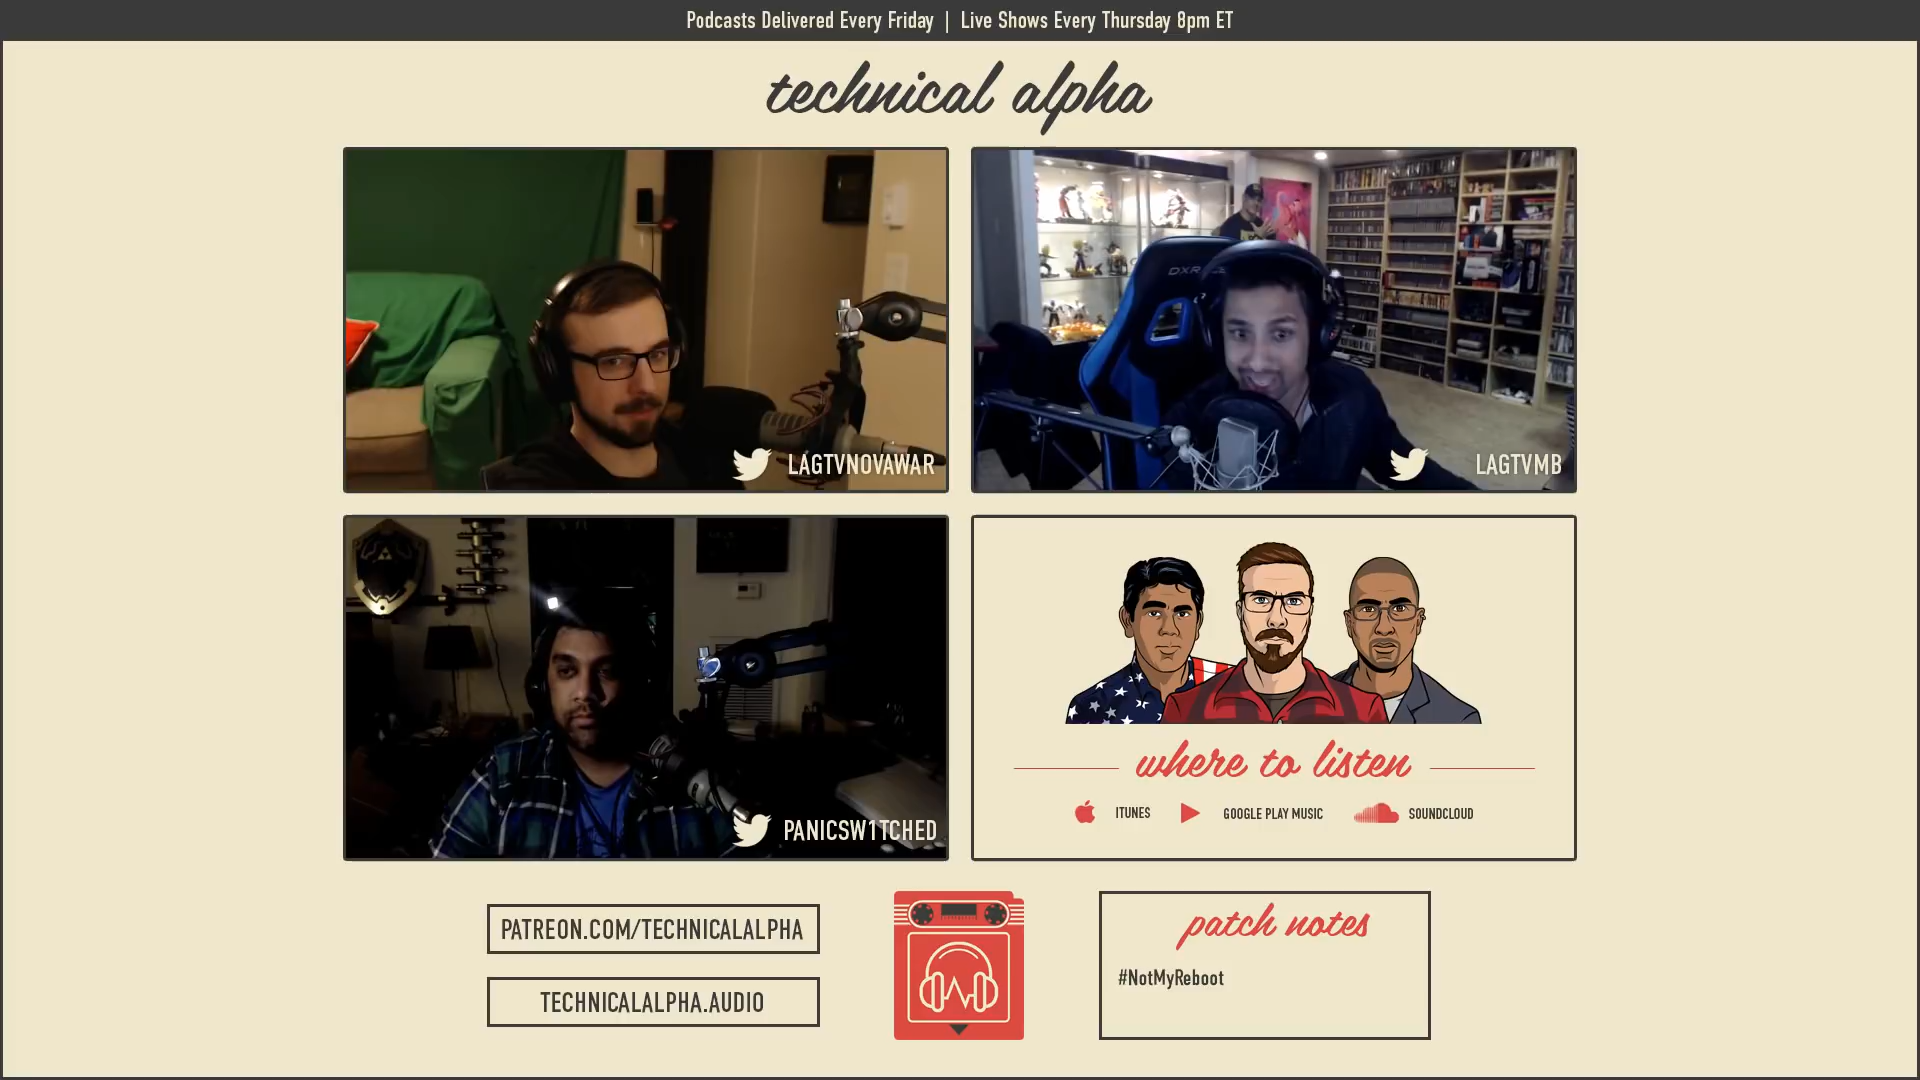 Podcasts Delivered Every Friday | Live Shows Every Thursday 8pm ET
technical alpha
LAGTVNOVAWAR
DXR
LAGTVMB
PANICSW1TCHED
where to listen
ITUNES
GOOGLE PLAY MUSIC
SOUNDCLOUD
PATREON.COM/TECHNICALALPHA
TECHNICALALPHA.AUDIO
patch notes
#NotMyReboot